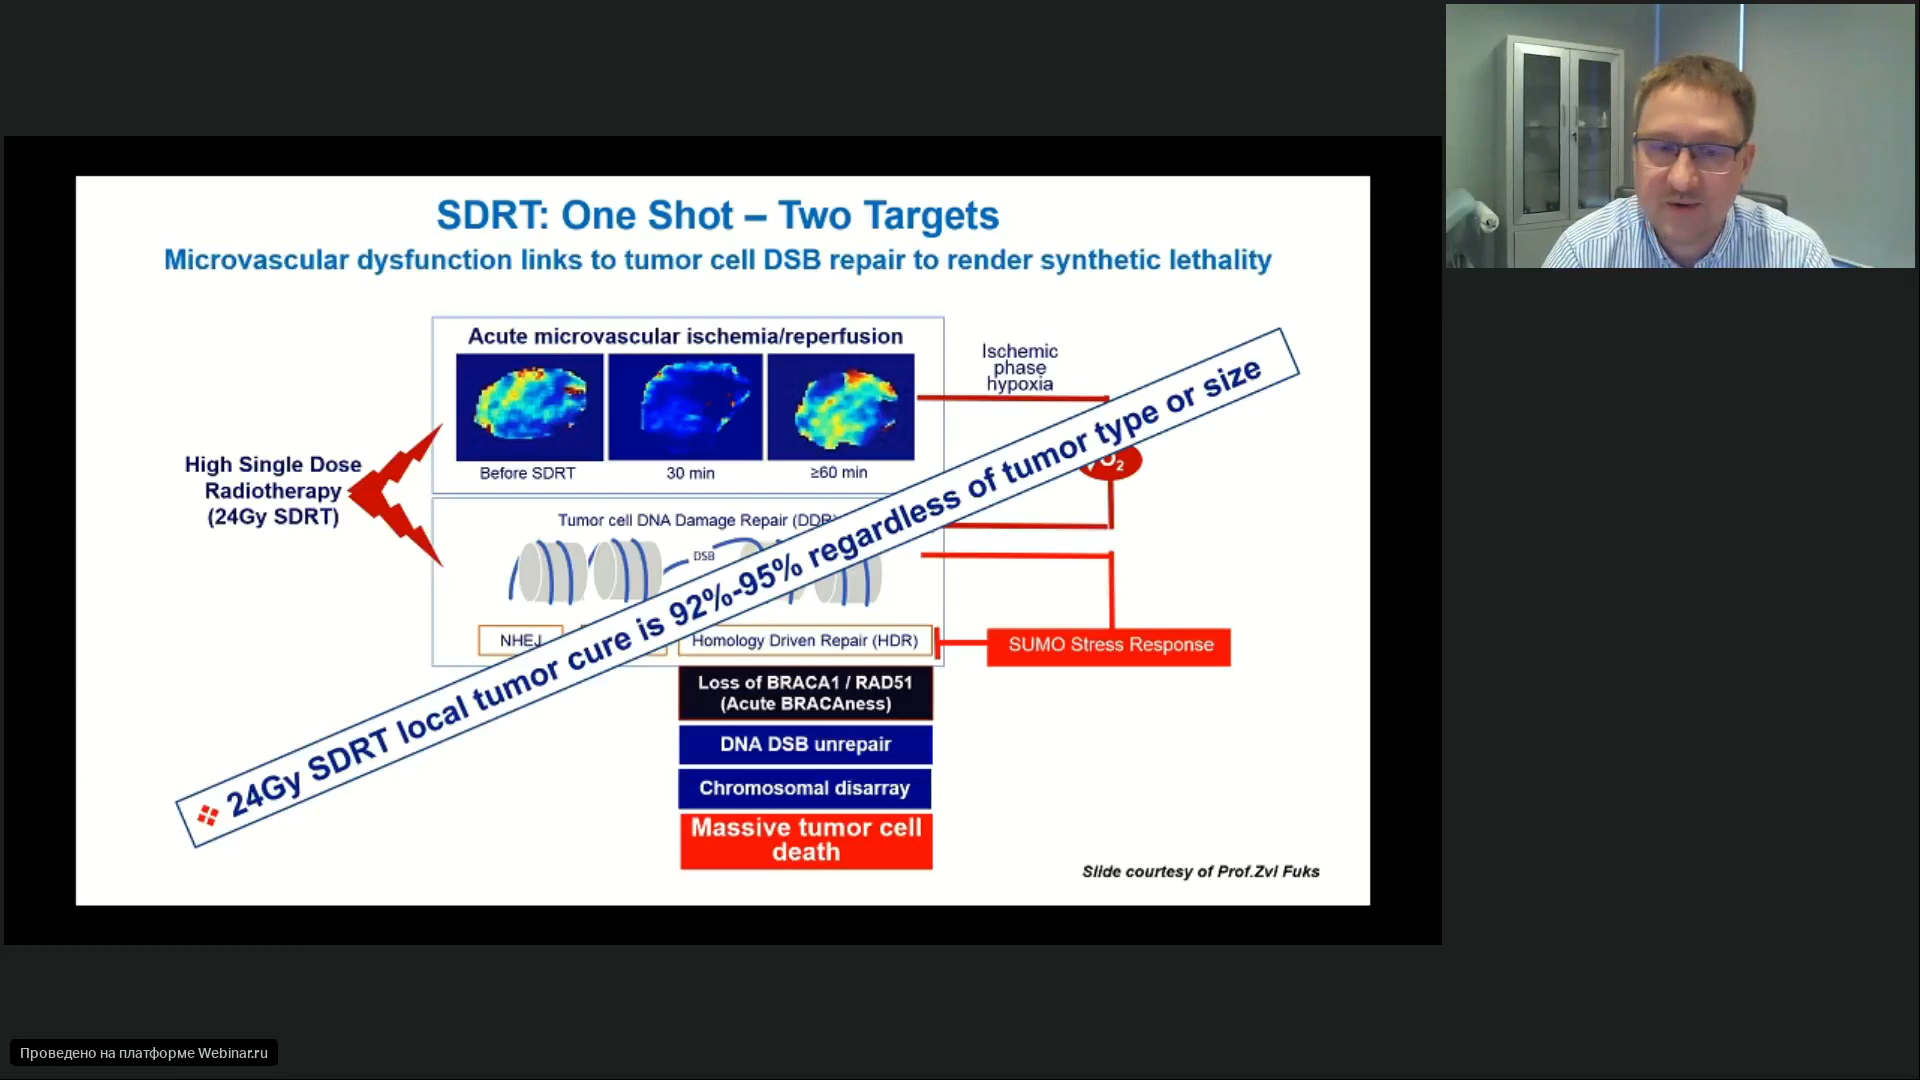 SDRT: One Shot – Two Targets
Microvascular dysfunction links to tumor cell DSB repair to render synthetic lethality
Acute microvascular ischemia/reperfusion
Before SDRT
30 min
≥60 min
Ischemic
phase
hypoxia
High Single Dose
Radiotherapy
(24Gy SDRT)
O2
Tumor cell DNA Damage Repair (DDR)
DSB
❖ 24Gy SDRT local tumor cure is 92%-95% regardless of tumor type or size
NHEJ
Homology Driven Repair (HDR)
SUMO Stress Response
Loss of BRACA1 / RAD51
(Acute BRACAness)
DNA DSB unrepair
Chromosomal disarray
Massive tumor cell
death
Slide courtesy of Prof.Zvi Fuks
Проведено на платформе Webinar.ru